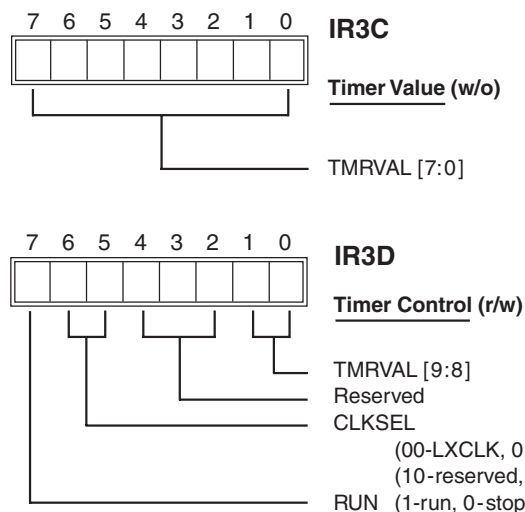 7 6 5 4 3 2 1 0
IR3C
Timer Value (w/o)
TMRVAL [7:0]
7 6 5 4 3 2 1 0
IR3D
Timer Control (r/w)
TMRVAL [9:8]
Reserved
CLKSEL
(00-LXCLK, 0
(10-reserved,
RUN (1-run, 0-stop